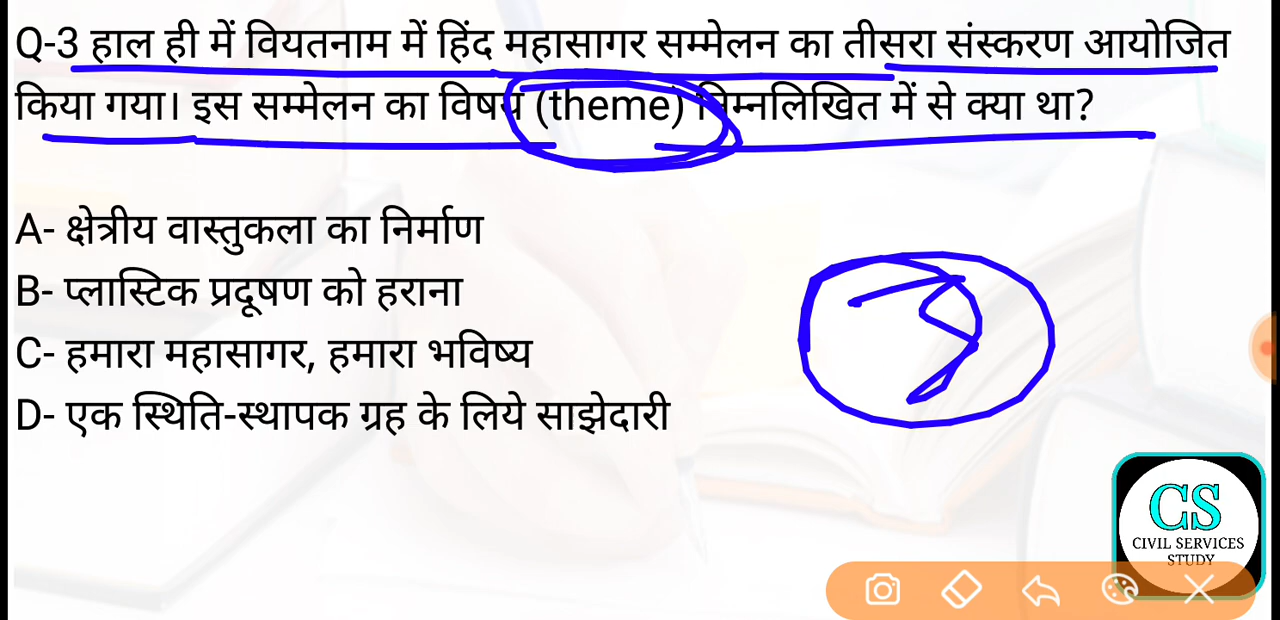 Q-3 हाल ही में वियतनाम में हिंद महासागर सम्मेलन का तीसरा संस्करण आयोजित
किया गया। इस सम्मेलन का विषय (theme) निम्नलिखित में से क्या था?
A- क्षेत्रीय वास्तुकला का निर्माण
B- प्लास्टिक प्रदूषण को हराना
C- हमारा महासागर, हमारा भविष्य
D- एक स्थिति-स्थापक ग्रह के लिये साझेदारी
3
CS
CIVIL SERVICES
STUDY